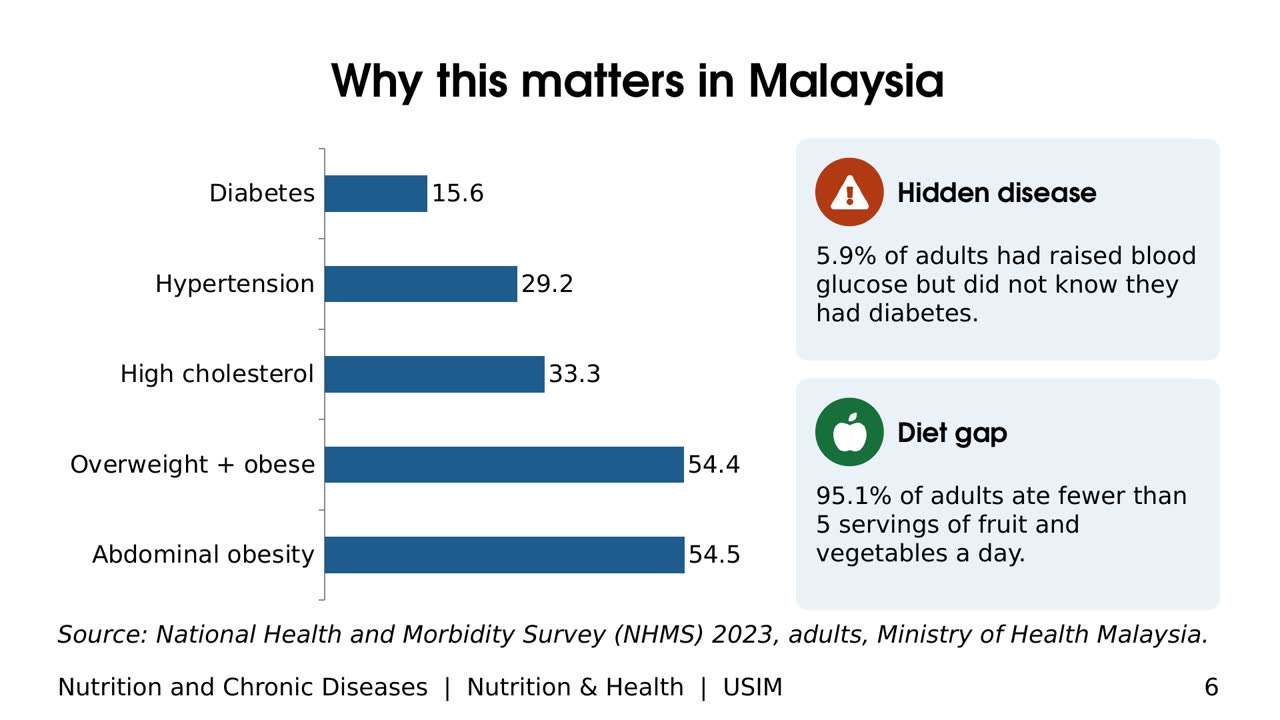 Why this matters in Malaysia
Diabetes 15.6
Hypertension 29.2
High cholesterol 33.3
Overweight + obese 54.4
Abdominal obesity 54.5
Hidden disease
5.9% of adults had raised blood
glucose but did not know they
had diabetes.
Diet gap
95.1% of adults ate fewer than
5 servings of fruit and
vegetables a day.
Source: National Health and Morbidity Survey (NHMS) 2023, adults, Ministry of Health Malaysia.
Nutrition and Chronic Diseases | Nutrition & Health | USIM
6